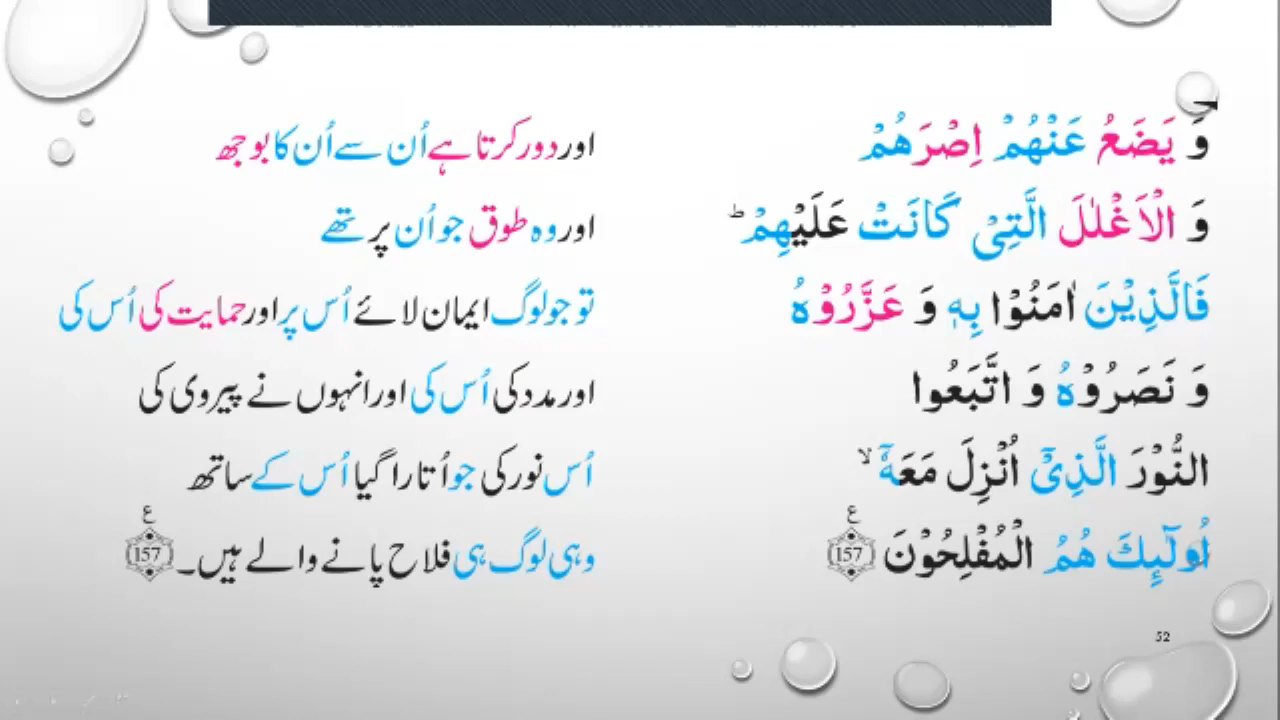 وَ يَضَعُ عَنْهُمْ اِصْرَهُمْ
اور دور کرتا ہے اُن سے اُن کا بوجھ
وَ الْاَغْلٰلَ الَّتِیْ كَانَتْ عَلَیْهِمْ ؕ
اور وہ طوق جو اُن پر تھے
فَالَّذِیْنَ اٰمَنُوْا بِهٖ وَ عَزَّرُوْهُ
تو جو لوگ ایمان لائے اُس پر اور حمایت کی اُس کی
وَ نَصَرُوْهُ وَ اتَّبَعُوا
اور مدد کی اُس کی اور انہوں نے پیروی کی
النُّوْرَ الَّذِیْۤ اُنْزِلَ مَعَهٗۤ ۙ
اُس نور کی جو اُتارا گیا اُس کے ساتھ
اُولٰٓىِٕكَ هُمُ الْمُفْلِحُوْنَ ع 157
وہی لوگ ہی فلاح پانے والے ہیں۔ ع 157
52